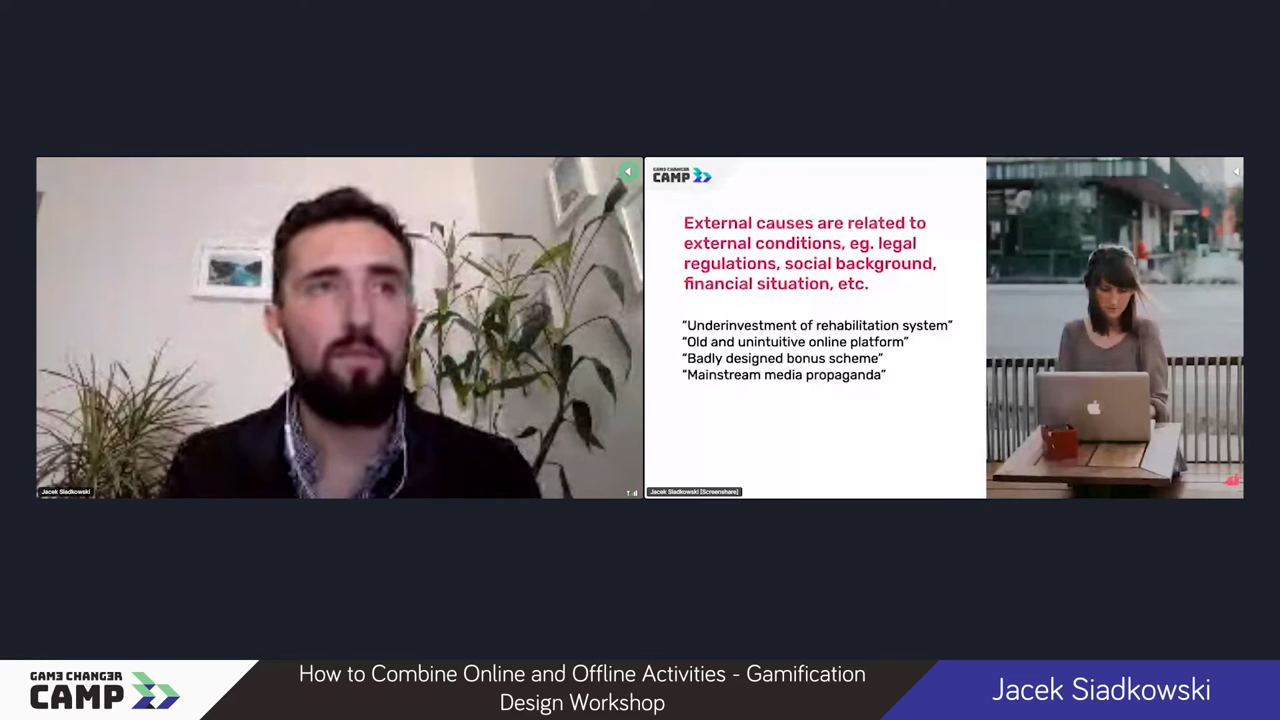 GAME CHANGER
CAMP
External causes are related to
external conditions, eg. legal
regulations, social background,
financial situation, etc.
“Underinvestment of rehabilitation system”
“Old and unintuitive online platform”
“Badly designed bonus scheme”
“Mainstream media propaganda”
Jacek Siadkowski
Jacek Siadkowski [Screenshare]
GAM3 CHANG3R
CAMP
How to Combine Online and Offline Activities - Gamification
Design Workshop
Jacek Siadkowski